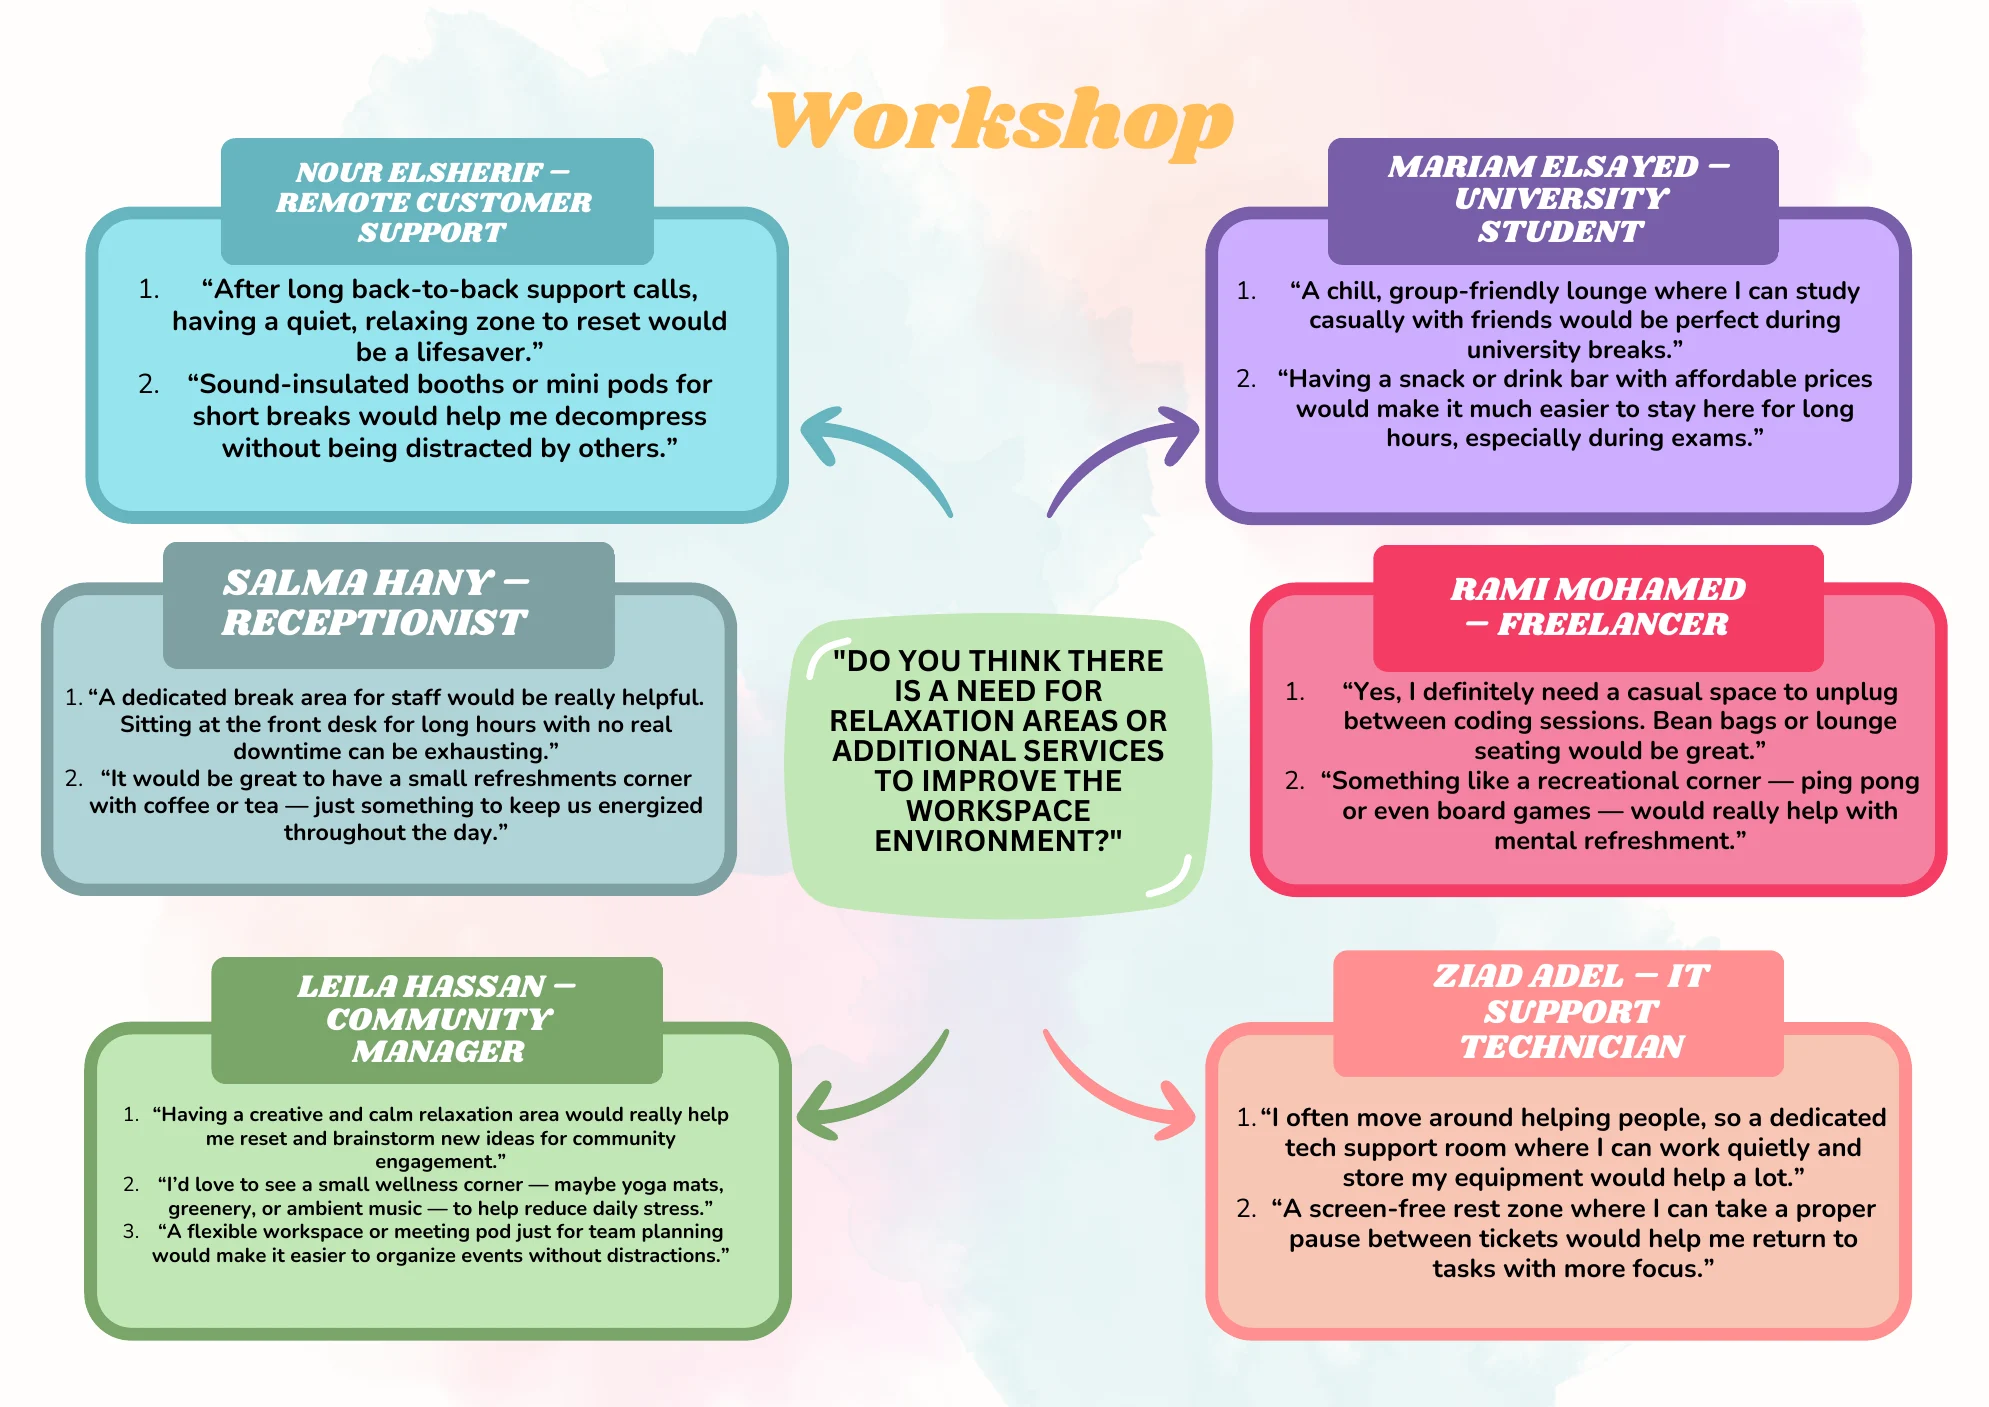 Workshop
NOUR ELSHERIF –
REMOTE CUSTOMER
SUPPORT
1. “After long back-to-back support calls,
having a quiet, relaxing zone to reset would
be a lifesaver.”
2. “Sound-insulated booths or mini pods for
short breaks would help me decompress
without being distracted by others.”
MARIAM ELSAYED –
UNIVERSITY
STUDENT
1. “A chill, group-friendly lounge where I can study
casually with friends would be perfect during
university breaks.”
2. “Having a snack or drink bar with affordable prices
would make it much easier to stay here for long
hours, especially during exams.”
SALMA HANY –
RECEPTIONIST
1. “A dedicated break area for staff would be really helpful.
Sitting at the front desk for long hours with no real
downtime can be exhausting.”
2. “It would be great to have a small refreshments corner
with coffee or tea — just something to keep us energized
throughout the day.”
"DO YOU THINK THERE
IS A NEED FOR
RELAXATION AREAS OR
ADDITIONAL SERVICES
TO IMPROVE THE
WORKSPACE
ENVIRONMENT?"
RAMI MOHAMED
– FREELANCER
1. “Yes, I definitely need a casual space to unplug
between coding sessions. Bean bags or lounge
seating would be great.”
2. “Something like a recreational corner — ping pong
or even board games — would really help with
mental refreshment.”
LEILA HASSAN –
COMMUNITY
MANAGER
1. “Having a creative and calm relaxation area would really help
me reset and brainstorm new ideas for community
engagement.”
2. “I’d love to see a small wellness corner — maybe yoga mats,
greenery, or ambient music — to help reduce daily stress.”
3. “A flexible workspace or meeting pod just for team planning
would make it easier to organize events without distractions.”
ZIAD ADEL – IT
SUPPORT
TECHNICIAN
1. “I often move around helping people, so a dedicated
tech support room where I can work quietly and
store my equipment would help a lot.”
2. “A screen-free rest zone where I can take a proper
pause between tickets would help me return to
tasks with more focus.”